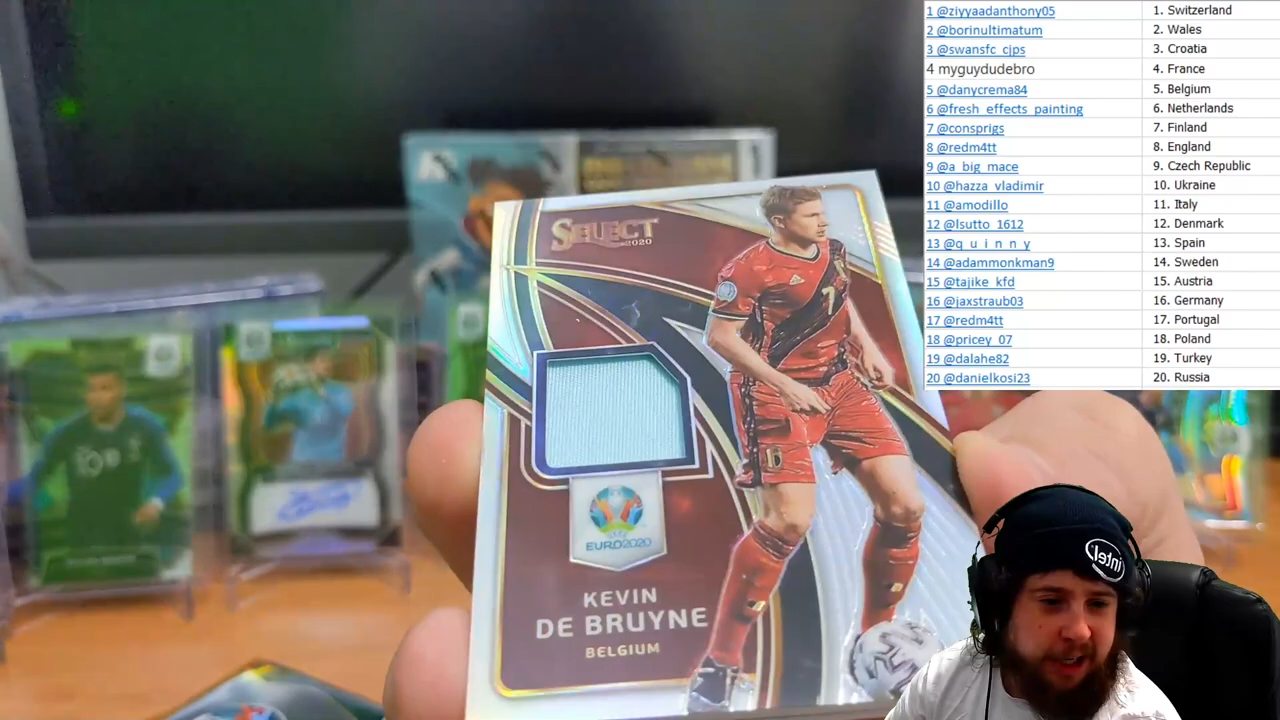 1 @ziyyaadanthony05 1. Switzerland
2 @borinultimatum 2. Wales
3 @swansfc_cjps 3. Croatia
4 myguydudebro 4. France
5 @danycrema84 5. Belgium
6 @fresh_effects_painting 6. Netherlands
7 @consprigs 7. Finland
8 @redm4tt 8. England
9 @a_big_mace 9. Czech Republic
10 @hazza_vladimir 10. Ukraine
11 @amodillo 11. Italy
12 @lsutto_1612 12. Denmark
13 @q_u_i_n_n_y 13. Spain
14 @adammonkman9 14. Sweden
15 @tajike_kfd 15. Austria
16 @jaxstraub03 16. Germany
17 @redm4tt 17. Portugal
18 @pricey_07 18. Poland
19 @dalahe82 19. Turkey
20 @danielkosi23 20. Russia
SELECT
2020
7
EURO2020
KEVIN
DE BRUYNE
BELGIUM
intel